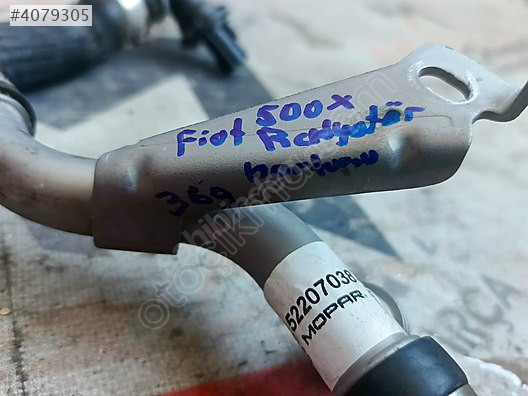 #4079305
Fiat 500x
Radyatör
369 hortumu
52207038
MOPAR